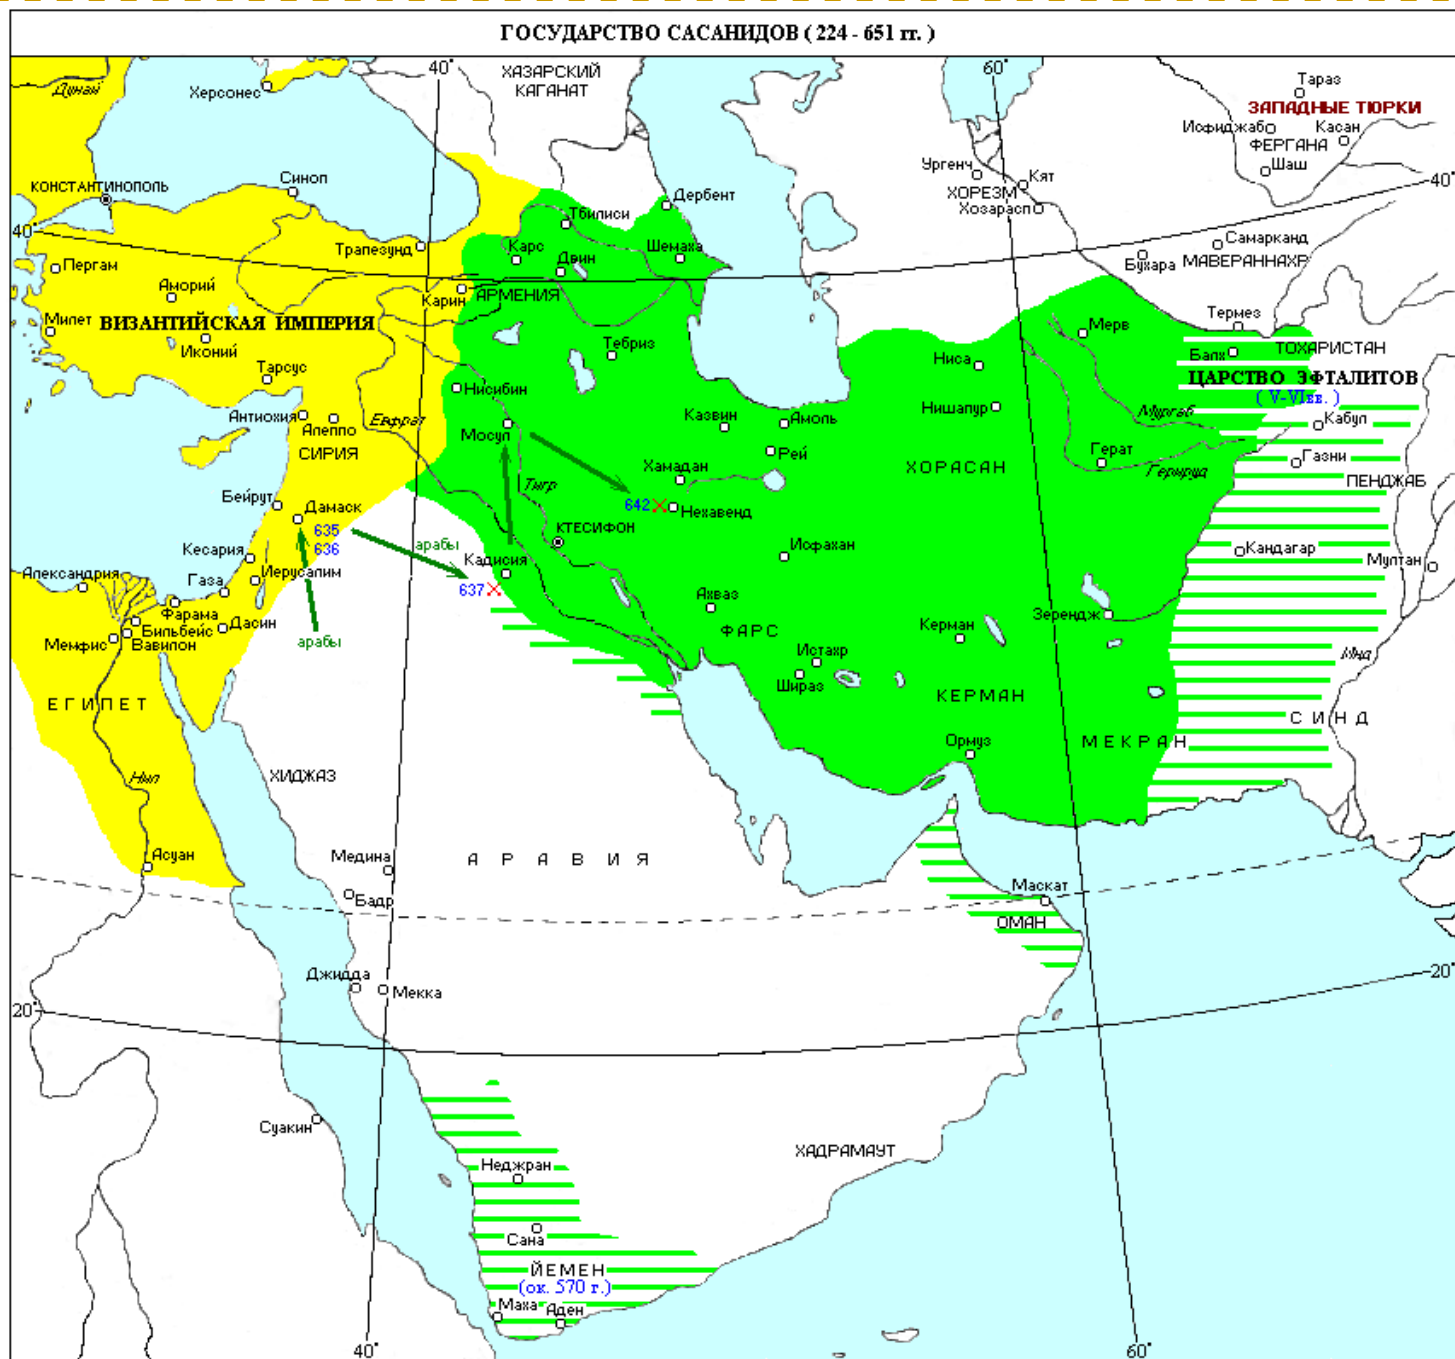 ГОСУДАРСТВО САСАНИДОВ ( 224 - 651 гг. )
40°
ХАЗАРСКИЙ
КАГАНАТ
60°
Тараз
ЗАПАДНЫЕ ТЮРКИ
Дунай
Херсонес
Исфиджаб
Касан
ФЕРГАНА
Шаш
Ургенч
Кят
40°
КОНСТАНТИНОПОЛЬ
Синоп
Дербент
ХОРЕЗМ
Хозарасп
Тбилиси
40°
Трапезунд
Карс
Шемаха
Самарканд
Двин
Бухара
МАВЕРАННАХР
Пергам
Аморий
Карин
АРМЕНИЯ
Милет
ВИЗАНТИЙСКАЯ ИМПЕРИЯ
Термез
Мерв
Иконий
Тебриз
Ниса
Балх
ТОХАРИСТАН
Тарсус
Нисибин
ЦАРСТВО ЭФТАЛИТОВ
( V-VIвв. )
Антиохия
Алеппо
Евфрат
Казвин
Амоль
Нишапур
Мургаб
Кабул
Мосул
СИРИЯ
Рей
Хамадан
ХОРАСАН
Герат
Герируд
Газни
ПЕНДЖАБ
Тигр
Бейрут
Дамаск
642
Нехавенд
635
636
КТЕСИФОН
арабы
Кесария
Кадисия
Исфахан
Кандагар
Мултан
Александрия
Газа
Иерусалим
637
Фарама
Ахваз
Зерендж
Бильбейс
Дасин
Мемфис
Вавилон
арабы
ФАРС
Керман
Истахр
Инд
Шираз
ЕГИПЕТ
КЕРМАН
СИНД
Ормуз
МЕКРАН
Нил
ХИДЖАЗ
Асуан
Медина
АРАВИЯ
Маскат
Бадр
ОМАН
Джидда
Мекка
20°
20°
Суакин
ХАДРАМАУТ
Неджран
Сана
ЙЕМЕН
(ок. 570 г.)
Маха
Аден
40°
60°